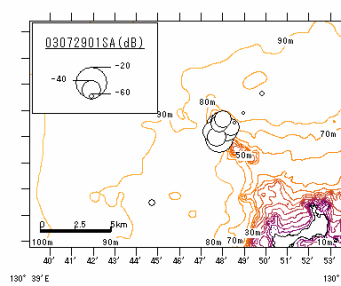 03072901SA(dB)
-20
-40
-60
90m
80m
90m
70m
50m
30m
0 2.5 5km
100m 90m 80m 70m 10m
40' 41' 42' 43' 44' 45' 46' 47' 48' 49' 50' 51' 52' 53'
130° 39'E 130°